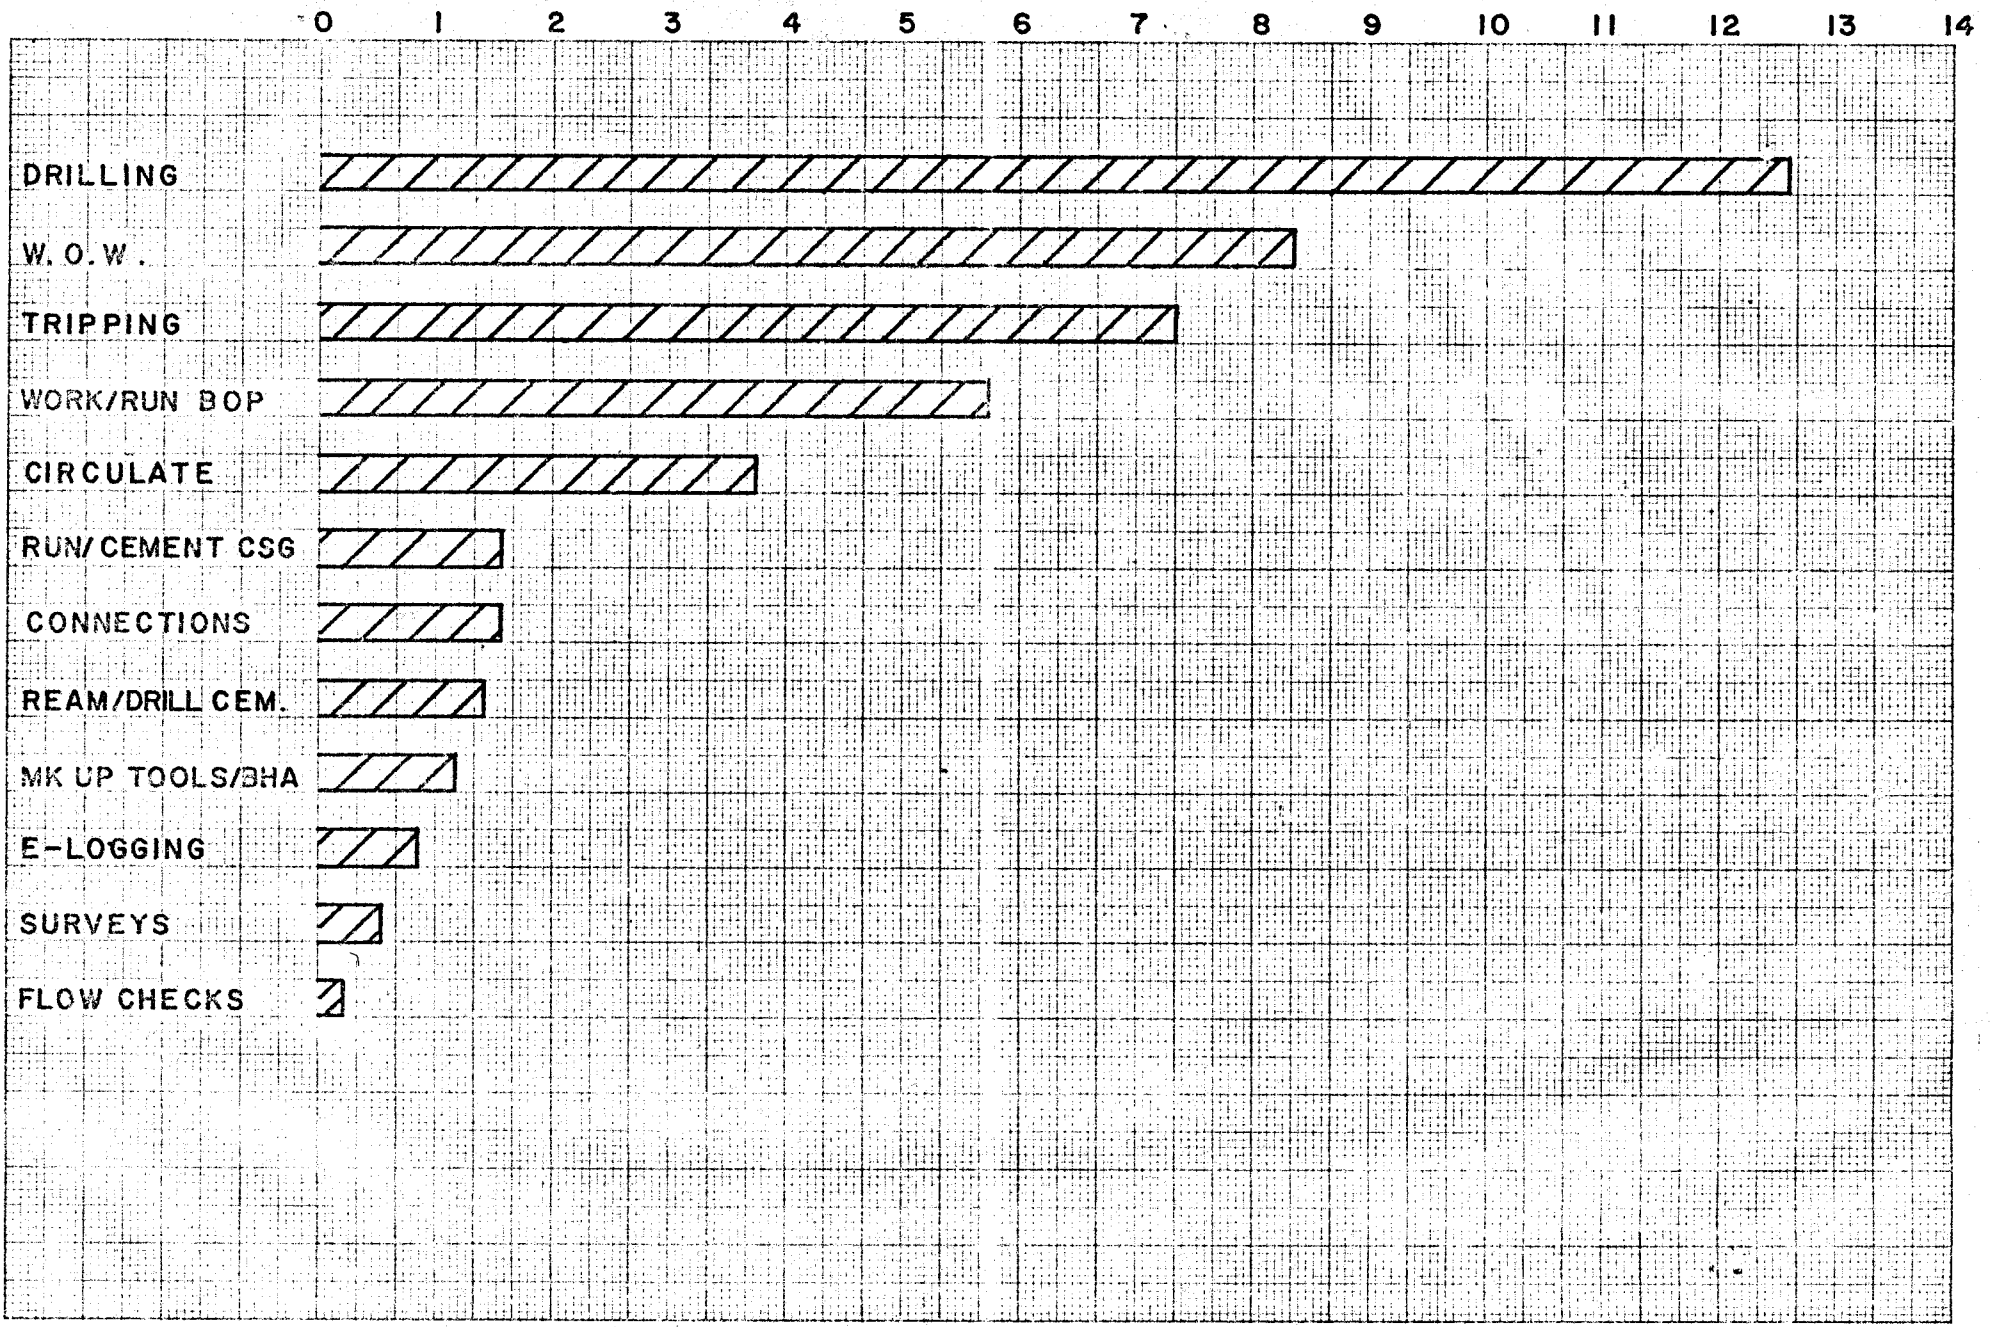 0 1 2 3 4 5 6 7 8 9 10 11 12 13 14
DRILLING
W.O.W.
TRIPPING
WORK/RUN BOP
CIRCULATE
RUN/CEMENT CSG
CONNECTIONS
REAM/DRILL CEM.
MK UP TOOLS/BHA
E-LOGGING
SURVEYS
FLOW CHECKS